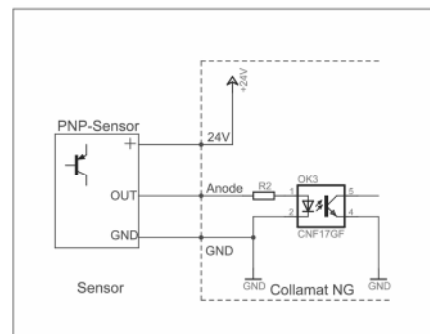 +24V
PNP-Sensor
+
24V
OUT
Anode
R2
OK3
1
5
2
4
CNF17GF
GND
GND
Sensor
GND
Collamat NG
GND